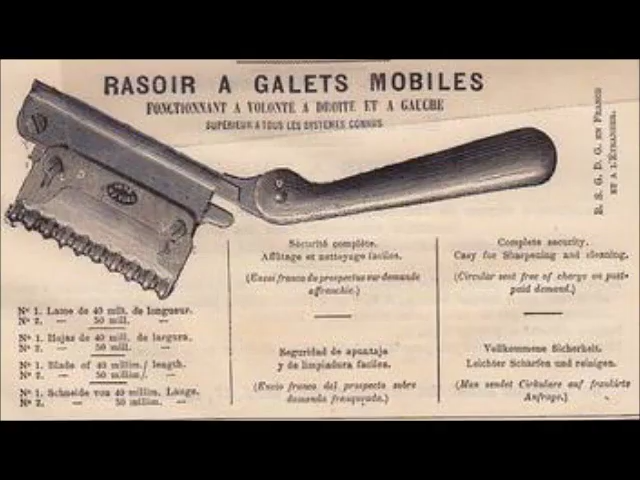 RASOIR A GALETS MOBILES
FONCTIONNANT A VOLONTÉ A DROITE ET A GAUCHE
SUPÉRIEUR A TOUS LES SYSTÈMES CONNUS
B. S. G. D. G. EN FRANCE
ET A L'ÉTRANGER.
Nº 1. Lame de 40 mill. de longueur.
Nº 2. — 50 mill. —
Nº 1. Hojas de 40 mill. de largura.
Nº 2. — 50 mill. —
Nº 1. Blade of 40 millim./ length.
Nº 2. — 50 millim./ —
Nº 1. Schneide von 40 millim. Länge.
Nº 2. — 50 millim. —
Sécurité complète.
Affûtage et nettoyage faciles.
(Envoi franco du prospectus sur demande
affranchie.)
Seguridad de apuntaja
y de limpiadura faciles.
(Envio franco del prospecto sobre
demanda franqueada.)
Complete security.
Easy for Sharpening and cleaning.
(Circular sent free of charge on post-
paid demand.)
Vollkommene Sicherheit.
Leichter Schärfen und reinigen.
(Man sendet Cirkulare auf frankirte
Anfrage.)